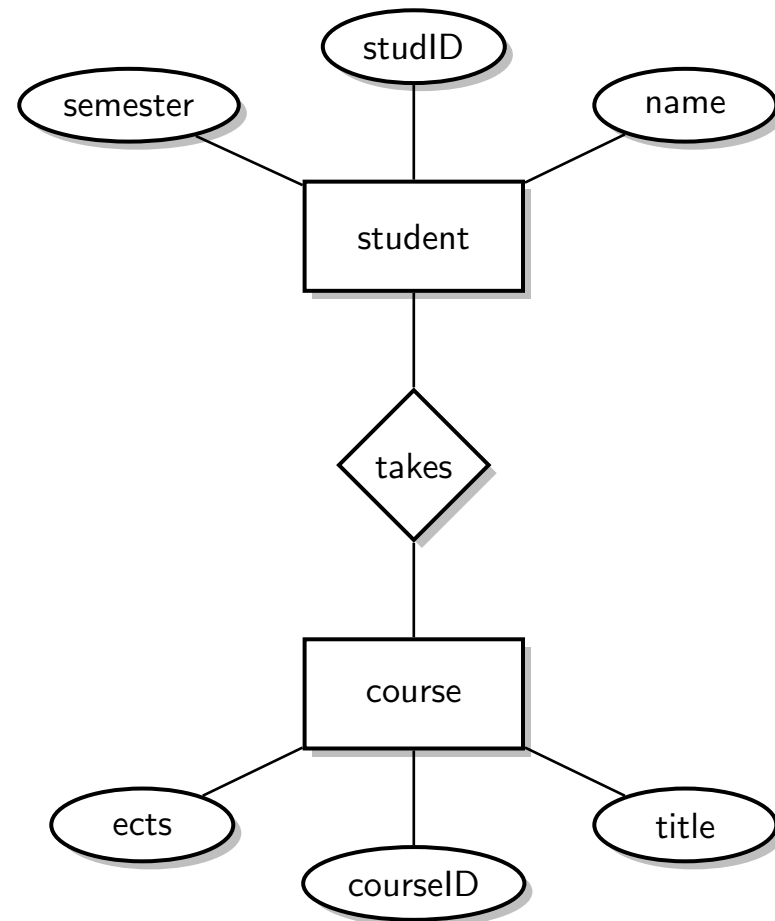 studID
semester
name
student
takes
course
ects
title
courseID